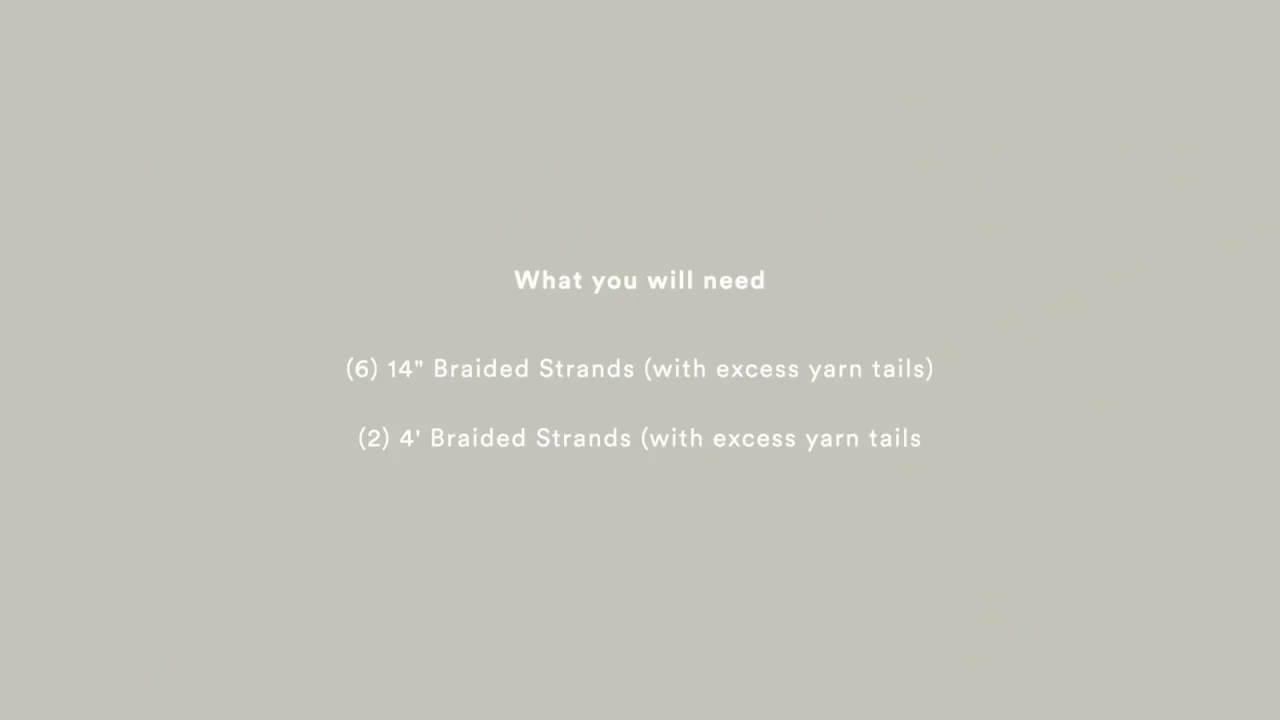 What you will need
(6) 14" Braided Strands (with excess yarn tails)
(2) 4' Braided Strands (with excess yarn tails